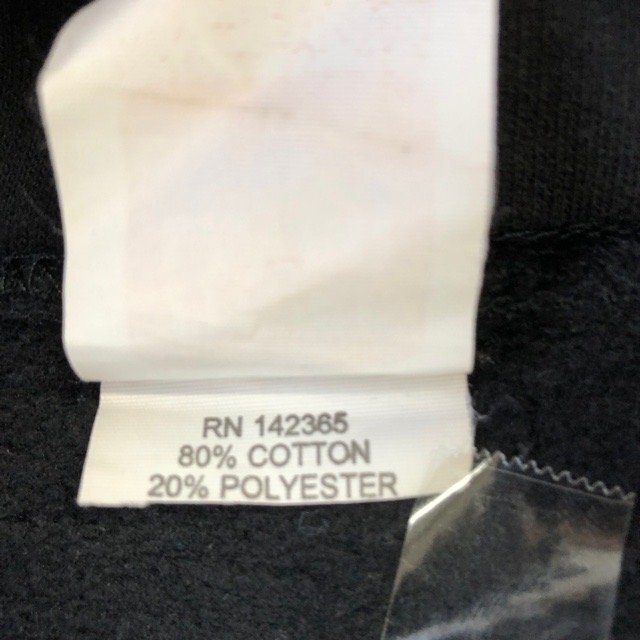 RN 142365
80% COTTON
20% POLYESTER